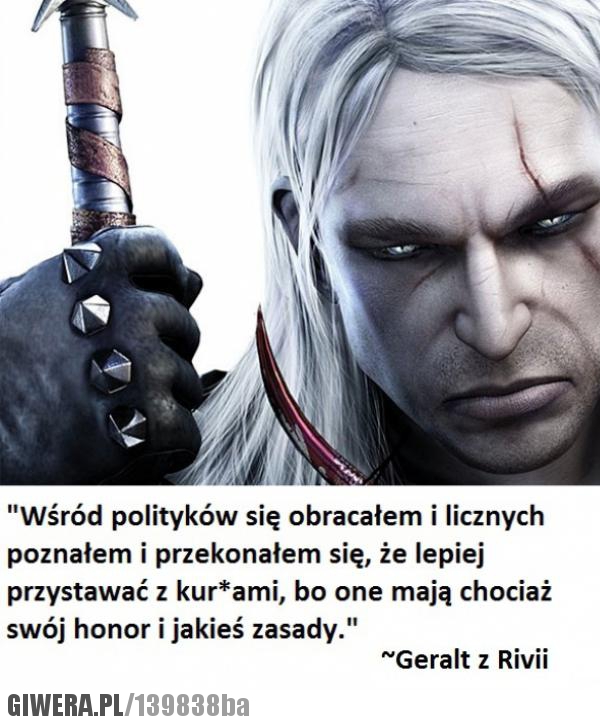 "Wśród polityków się obracałem i licznych
poznałem i przekonałem się, że lepiej
przystawać z kur*ami, bo one mają chociaż
swój honor i jakieś zasady."
~Geralt z Rivii
GIWERA.PL/139838ba